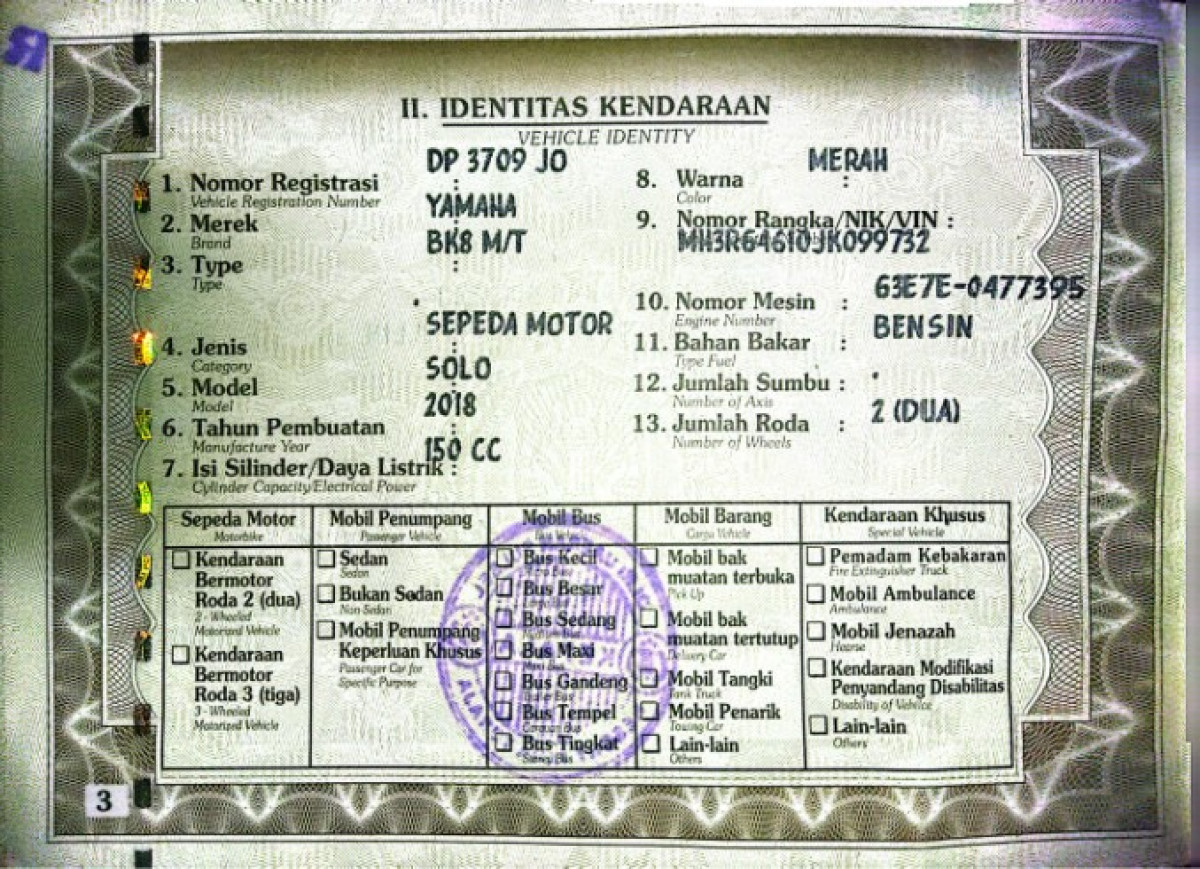 II. IDENTITAS KENDARAAN
VEHICLE IDENTITY
DP 3709 JO
1. Nomor Registrasi :
Vehicle Registration Number
YAMAHA
2. Merek :
Brand
BK8 M/T
3. Type :
Type
SEPEDA MOTOR
4. Jenis :
Category
SOLO
5. Model :
Model
2018
6. Tahun Pembuatan :
Manufacture Year
150 CC
7. Isi Silinder/Daya Listrik :
Cylinder Capacity/Electrical Power
MERAH
8. Warna :
Color
9. Nomor Rangka/NIK/VIN :
MH3RG4610JK099732
G3E7E-0477395
10. Nomor Mesin :
Engine Number
BENSIN
11. Bahan Bakar :
Type Fuel
12. Jumlah Sumbu :
Number of Axis
2 (DUA)
13. Jumlah Roda :
Number of Wheels
Sepeda Motor
Motorbike
Kendaraan
Bermotor
Roda 2 (dua)
2 - Wheeled
Motorized Vehicle
Kendaraan
Bermotor
Roda 3 (tiga)
3 - Wheeled
Motorized Vehicle
Mobil Penumpang
Passenger Vehicle
Sedan
Sedan
Bukan Sedan
Non Sedan
Mobil Penumpang
Keperluan Khusus
Passenger Car for
Specific Purpose
Mobil Bus
Bus Kecil
Bus Besar
Bus Sedang
Bus Maxi
Maxi Bus
Bus Gandeng
Bus Tempel
Bus Tingkat
Mobil Barang
Cargo Vehicle
Mobil bak
muatan terbuka
Pick Up
Mobil bak
muatan tertutup
Delivery Car
Mobil Tangki
Tank Truck
Mobil Penarik
Towing Car
Lain-lain
Others
Kendaraan Khusus
Special Vehicle
Pemadam Kebakaran
Fire Extinguisher Truck
Mobil Ambulance
Ambulance
Mobil Jenazah
Hearse
Kendaraan Modifikasi
Penyandang Disabilitas
Disability of Vehilce
Lain-lain
Others
3